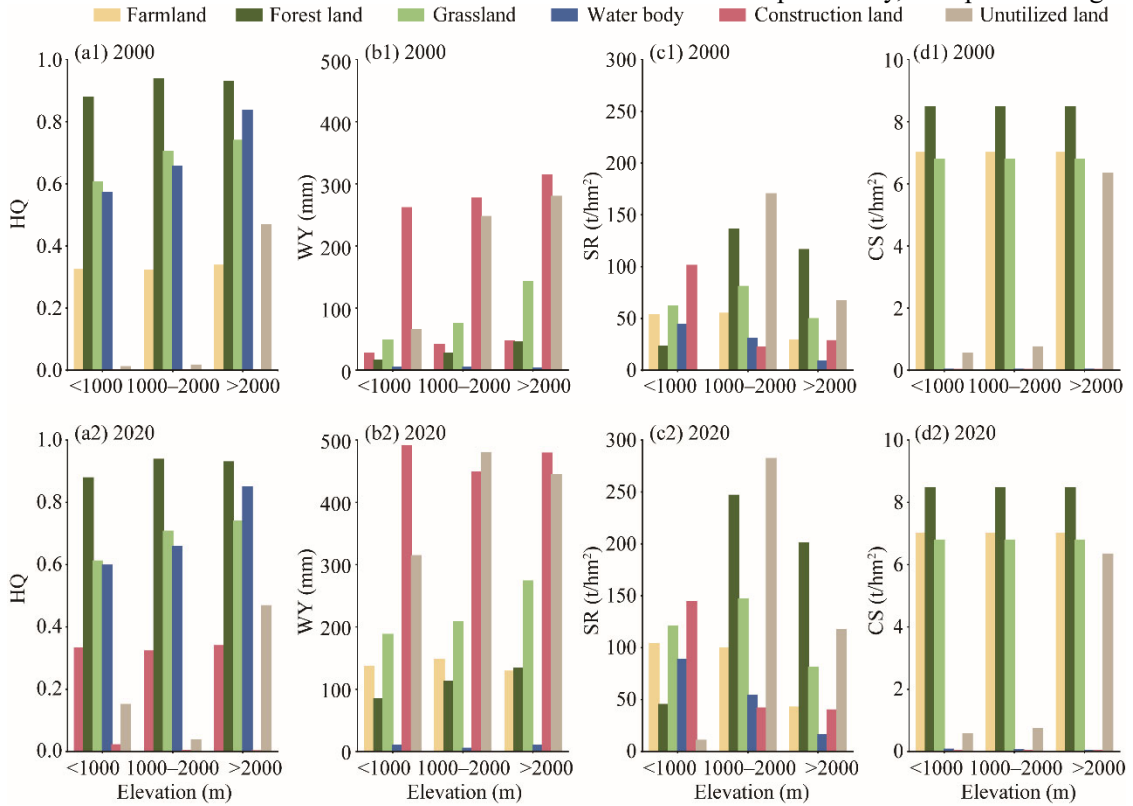 Farmland Forest land Grassland Water body Construction land Unutilized land
(a1) 2000 (b1) 2000 (c1) 2000 (d1) 2000
1.0 500 300 10
0.8 400 250 8
0.6 300 200 6
0.4 200 150 4
0.2 100 100 2
0.0 0 50 0
0
HQ WY (mm) SR (t/hm²) CS (t/hm²)
<1000 1000–2000 >2000 <1000 1000–2000 >2000 <1000 1000–2000 >2000 <1000 1000–2000 >2000
(a2) 2020 (b2) 2020 (c2) 2020 (d2) 2020
1.0 500 300 10
0.8 400 250 8
0.6 300 200 6
0.4 200 150 4
0.2 100 100 2
0.0 0 50 0
0
HQ WY (mm) SR (t/hm²) CS (t/hm²)
<1000 1000–2000 >2000 <1000 1000–2000 >2000 <1000 1000–2000 >2000 <1000 1000–2000 >2000
Elevation (m) Elevation (m) Elevation (m) Elevation (m)